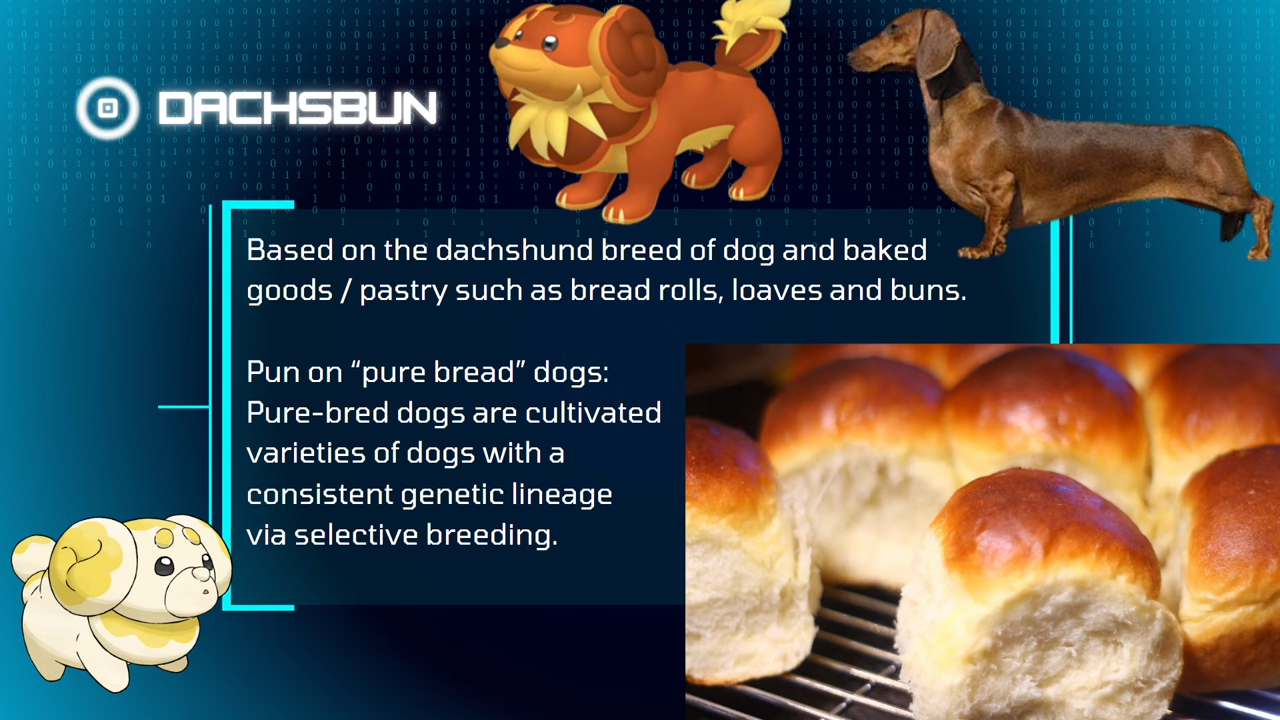 DACHSBUN
Based on the dachshund breed of dog and baked
goods / pastry such as bread rolls, loaves and buns.
Pun on “pure bread” dogs:
Pure-bred dogs are cultivated
varieties of dogs with a
consistent genetic lineage
via selective breeding.